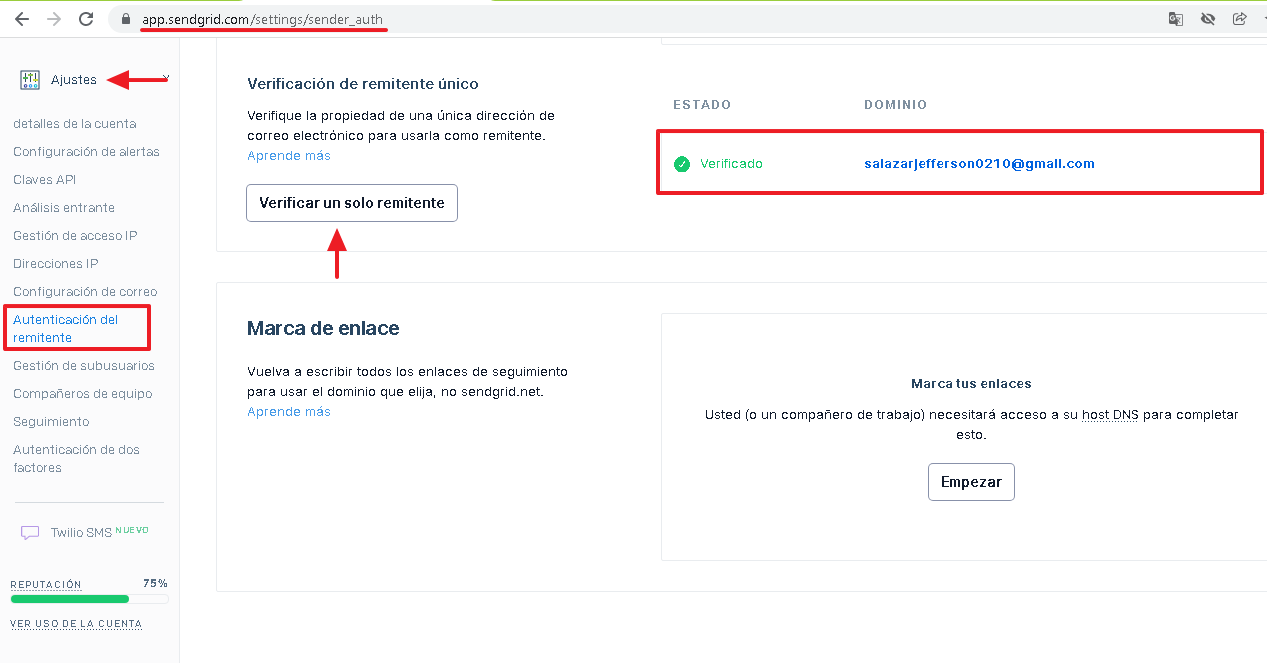 app.sendgrid.com/settings/sender_auth
Ajustes
detalles de la cuenta
Configuración de alertas
Claves API
Análisis entrante
Gestión de acceso IP
Direcciones IP
Configuración de correo
Autenticación del
remitente
Gestión de subusuarios
Compañeros de equipo
Seguimiento
Autenticación de dos
factores
Twilio SMS NUEVO
REPUTACIÓN 75%
VER USO DE LA CUENTA
Verificación de remitente único
Verifique la propiedad de una única dirección de
correo electrónico para usarla como remitente.
Aprende más
Verificar un solo remitente
ESTADO DOMINIO
Verificado salazarjefferson0210@gmail.com
Marca de enlace
Vuelva a escribir todos los enlaces de seguimiento
para usar el dominio que elija, no sendgrid.net.
Aprende más
Marca tus enlaces
Usted (o un compañero de trabajo) necesitará acceso a su host DNS para completar
esto.
Empezar